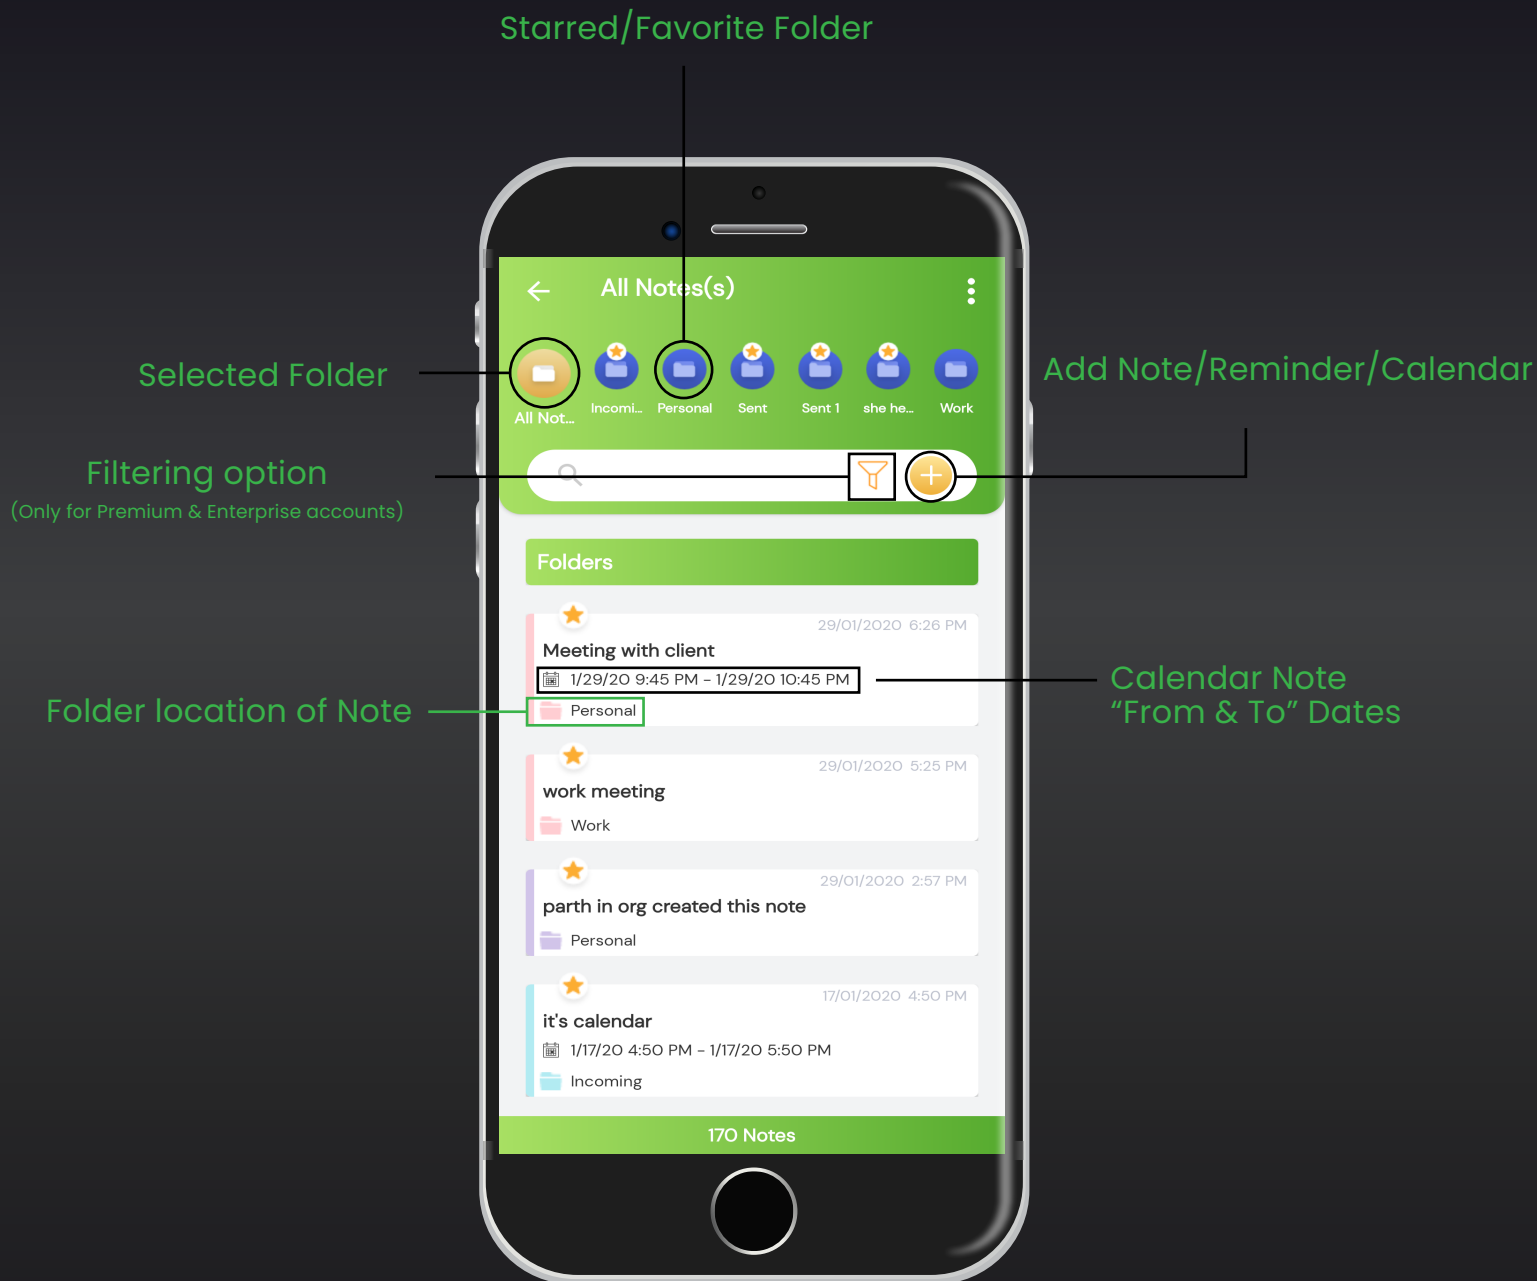 Starred/Favorite Folder
All Notes(s)
Selected Folder
Add Note/Reminder/Calendar
All Not...
Incomi...
Personal
Sent
Sent 1
she he...
Work
Filtering option
(Only for Premium & Enterprise accounts)
Folders
29/01/2020 6:26 PM
Meeting with client
1/29/20 9:45 PM - 1/29/20 10:45 PM
Personal
Folder location of Note
Calendar Note
“From & To” Dates
29/01/2020 5:25 PM
work meeting
Work
29/01/2020 2:57 PM
parth in org created this note
Personal
17/01/2020 4:50 PM
it's calendar
1/17/20 4:50 PM - 1/17/20 5:50 PM
Incoming
170 Notes